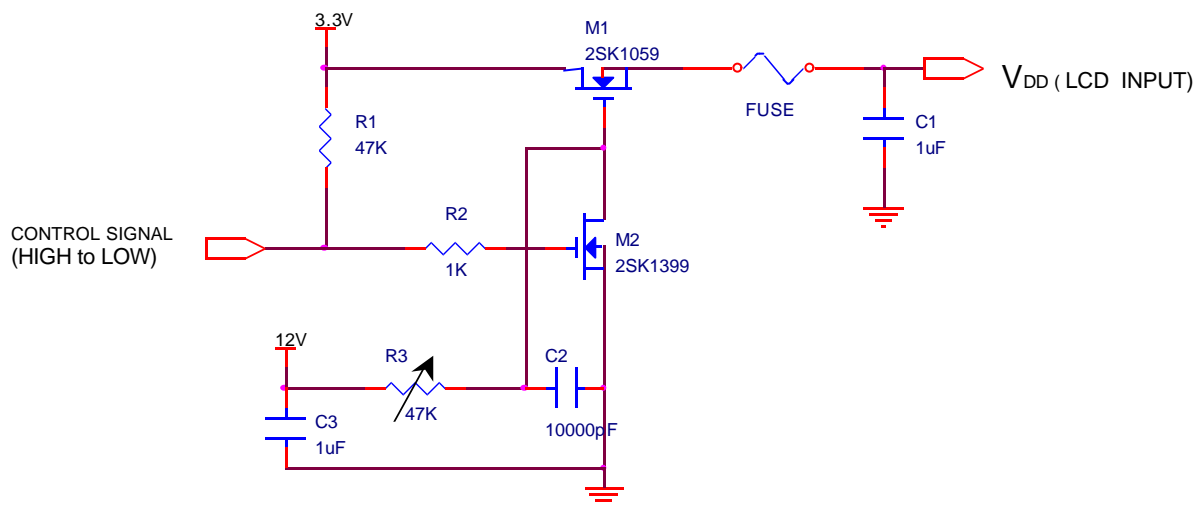 3.3V
M1
2SK1059
FUSE
VDD ( LCD INPUT)
R1
47K
C1
1uF
CONTROL SIGNAL
(HIGH to LOW)
R2
1K
M2
2SK1399
12V
R3
47K
C2
10000pF
C3
1uF